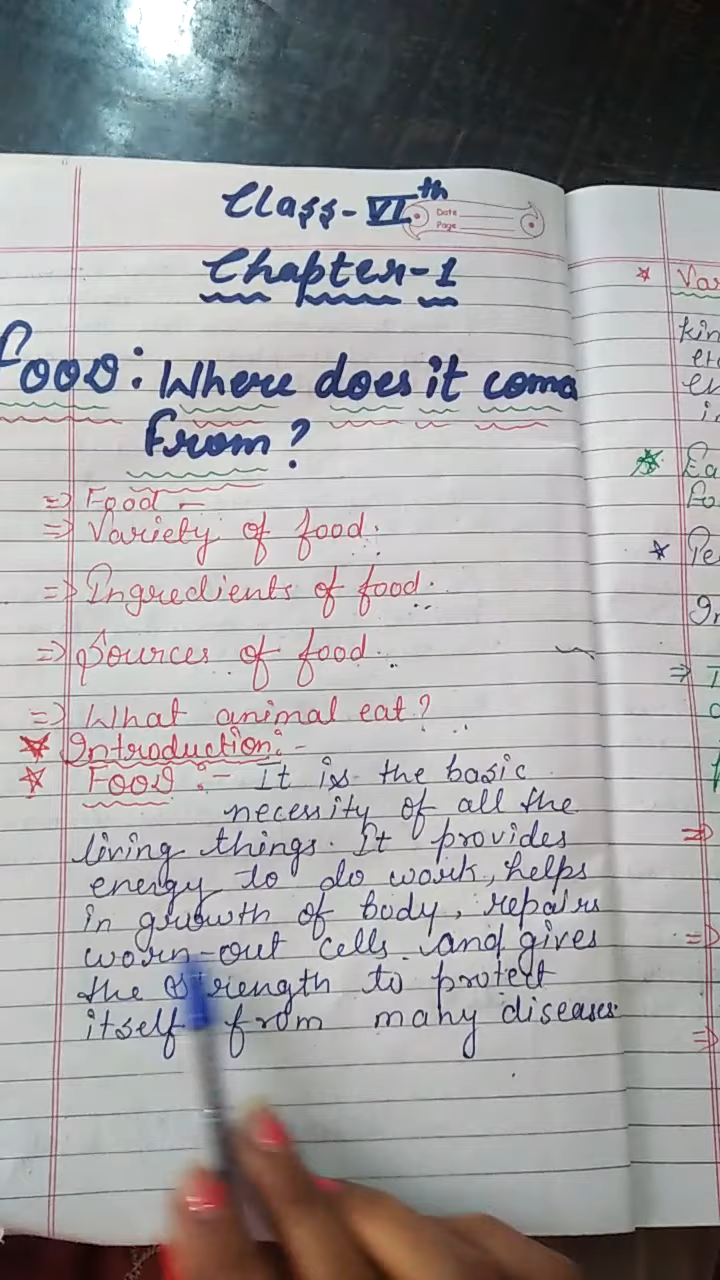 Class-VIth
Date
Page
Chapter-1
Food: Where does it come
From?
=> Food -
=> Variety of food.
=> Ingredients of food.
=> Sources of food.
=> What animal eat?
★ Introduction:-
★ Food :- It is the basic
necessity of all the
living things. It provides
energy to do work, helps
in growth of body, repairs
worn-out cells and gives
the strength to protect
itself from many diseases.